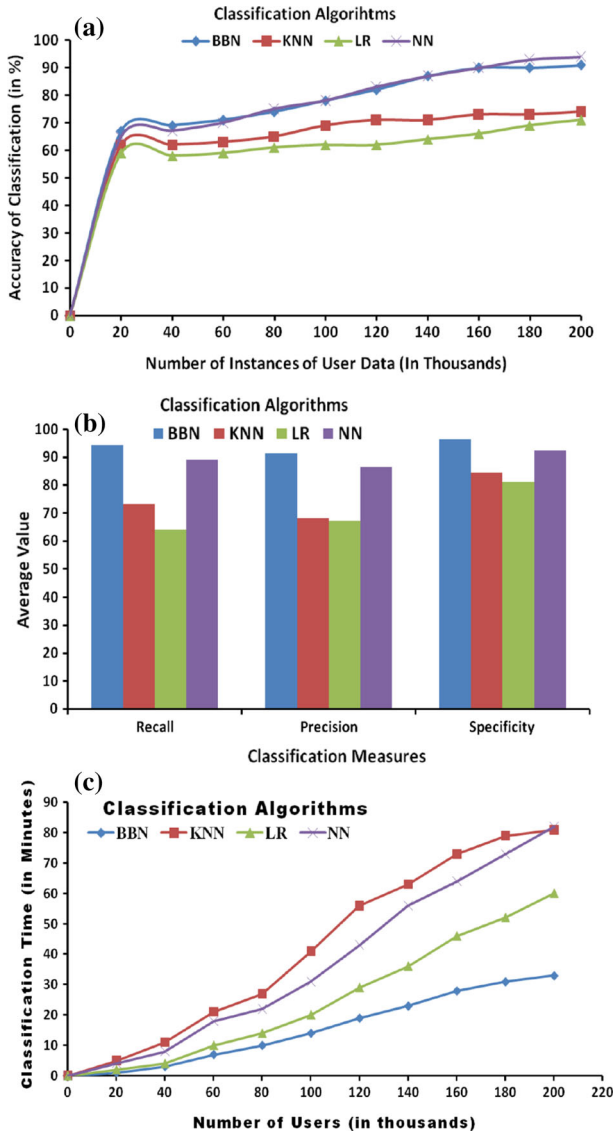 (a)
Classification Algorihtms
BBN KNN LR NN
Accuracy of Classification (in %)
100
90
80
70
60
50
40
30
20
10
0
0 20 40 60 80 100 120 140 160 180 200
Number of Instances of User Data (In Thousands)
(b)
Classification Algorithms
BBN KNN LR NN
Average Value
100
90
80
70
60
50
40
30
20
10
0
Recall Precision Specificity
Classification Measures
(c)
Classification Algorithms
BBN KNN LR NN
Classification Time (in Minutes)
90
80
70
60
50
40
30
20
10
0
0 20 40 60 80 100 120 140 160 180 200 220
Number of Users (in thousands)